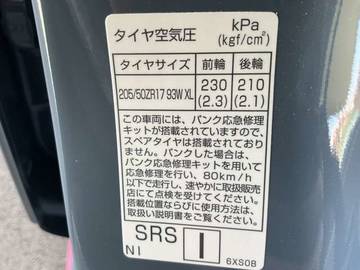 タイヤ空気圧 kPa
(kgf/cm²)
タイヤサイズ 前輪 後輪
205/50ZR17 93W XL 230 210
(2.3) (2.1)
この車両には、パンク応急修理
キットが搭載されていますので、
スペアタイヤは搭載されてお
りません。パンクした場合は、
パンク応急修理キットを用いて
応急修理を行い、80km/h
以下で走行し、速やかに取扱販売
店にて点検を受けてください。
搭載位置ならびに使用方法は、
取扱い説明書をご覧ください。
SRS I
NI 6XS0B